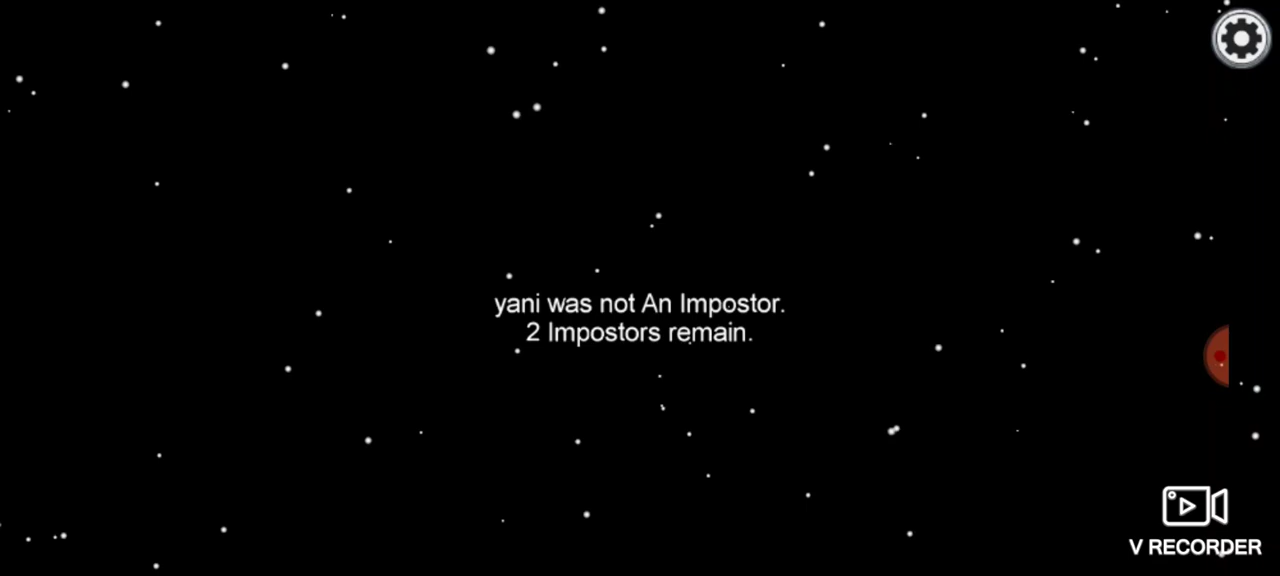 yani was not An Impostor.
2 Impostors remain.
V RECORDER